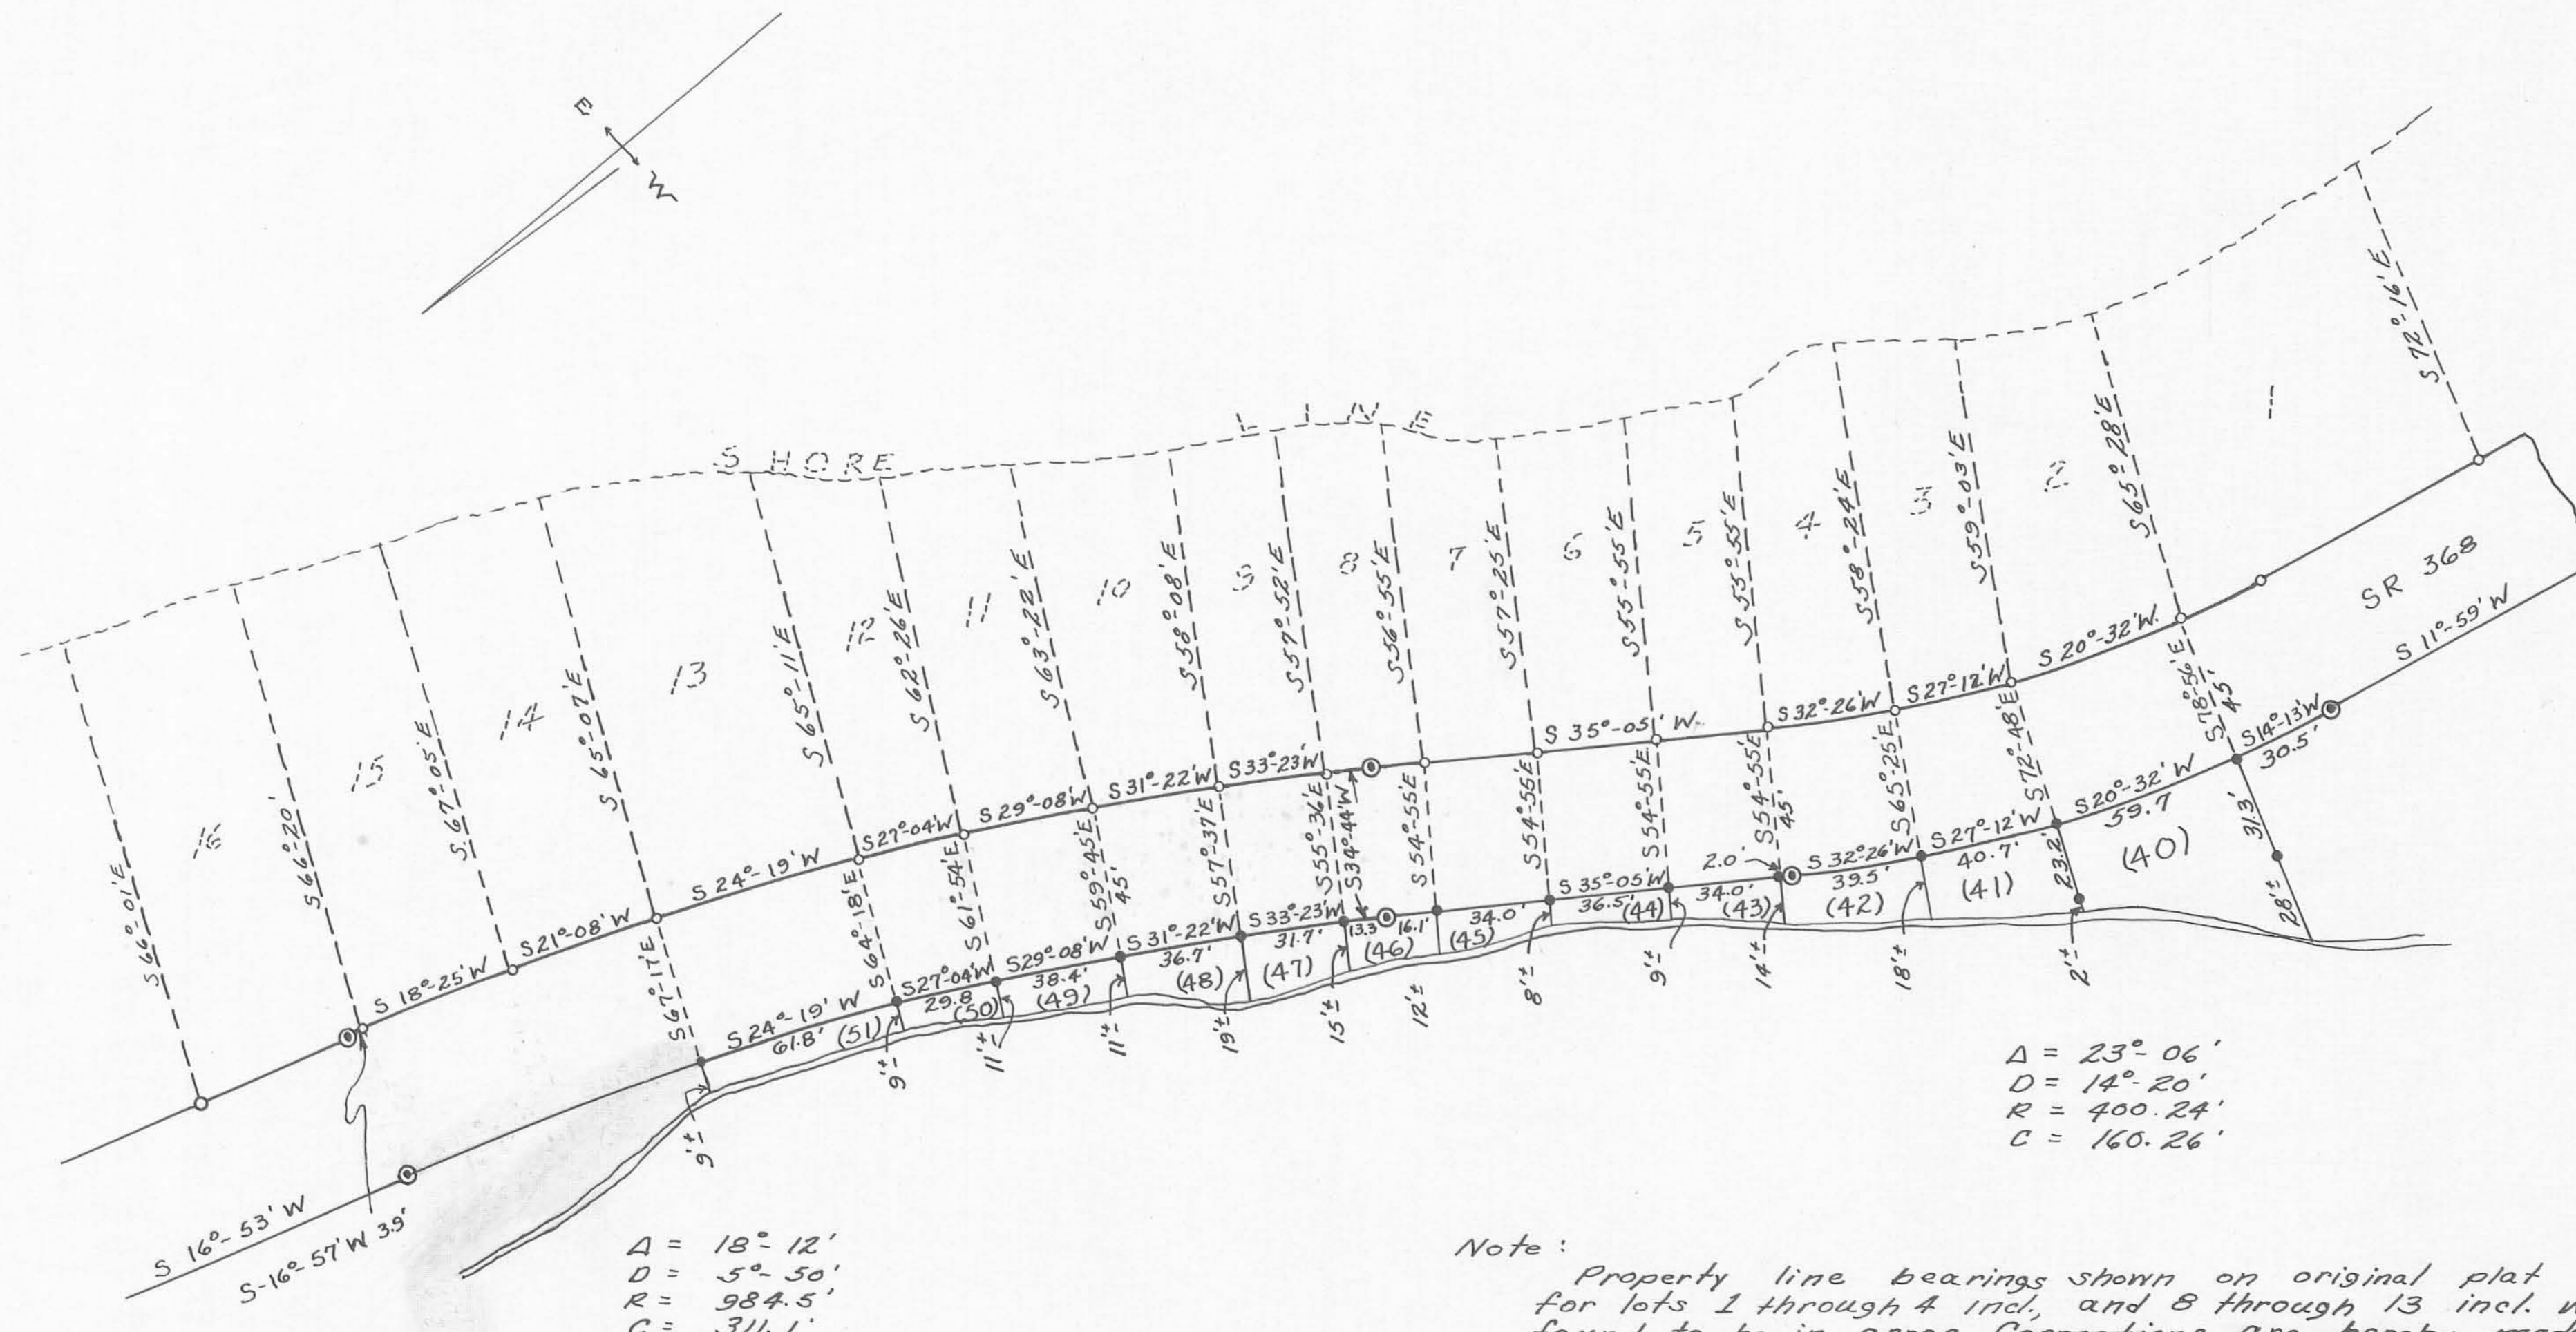 E
W
SHORE LINE
1
2
3
4
5
6
7
8
9
10
11
12
13
14
15
16
S 72°-16' E
S 65° 28' E
S 59°-03' E
S 58°-24' E
S 55°-55' E
S 55°-55' E
S 57°-25' E
S 56°-55' E
S 57°-52' E
S 58°-08' E
S 63°-22' E
S 62°-26' E
S 65°-11' E
S 65°-07' E
S 67°-05' E
S 66°-20'
S 66°-01' E
S 18°-25' W
S 21°-08' W
S 24°-19' W
S 27°-04' W
S 29°-08' W
S 31°-22' W
S 33°-23' W
S 35°-05' W.
S 32°-26' W
S 27°-12' W
S 20°-32' W.
SR 368
S 11°-59' W
S 67°-17' E
S 64°-18' E
S 61°-54' E
S 59°-45' E
45'
S 57°-37' E
S 55°-36' E
S 34°-44' W
S 54°-55' E
S 54°-55' E
S 54°-55' E
S 54°-55' E
45'
S 65°-25' E
S 72°-48' E
S 78°-56' E
45'
S 24°-19' W
61.8' (51)
S 27°-04' W
29.8
(50)
S 29°-08' W
38.4'
(49)
S 31°-22' W
36.7'
(48)
S 33°-23' W
31.7'
(47)
13.3' 16.1'
(46)
34.0'
(45)
S 35°-05' W
36.5' (44)
2.0'
34.0'
(43)
S 32°-26' W
39.5'
(42)
S 27°-12' W
40.7'
(41)
23.2'
S 20°-32' W
59.7
(40)
S 14°-13' W
30.5'
31.3'
28'±
9'±
9'±
11'±
11'±
19'±
15'±
12'±
8'±
9'±
14'±
18'±
2'±
S 16°-53' W
S-16°-57' W 3.9'
Δ = 23°-06'
D = 14°-20'
R = 400.24'
C = 160.26'
Δ = 18°-12'
D = 5°-50'
R = 984.5'
C = 311.1'
Note :
Property line bearings shown on original plat
for lots 1 through 4 incl., and 8 through 13 incl.